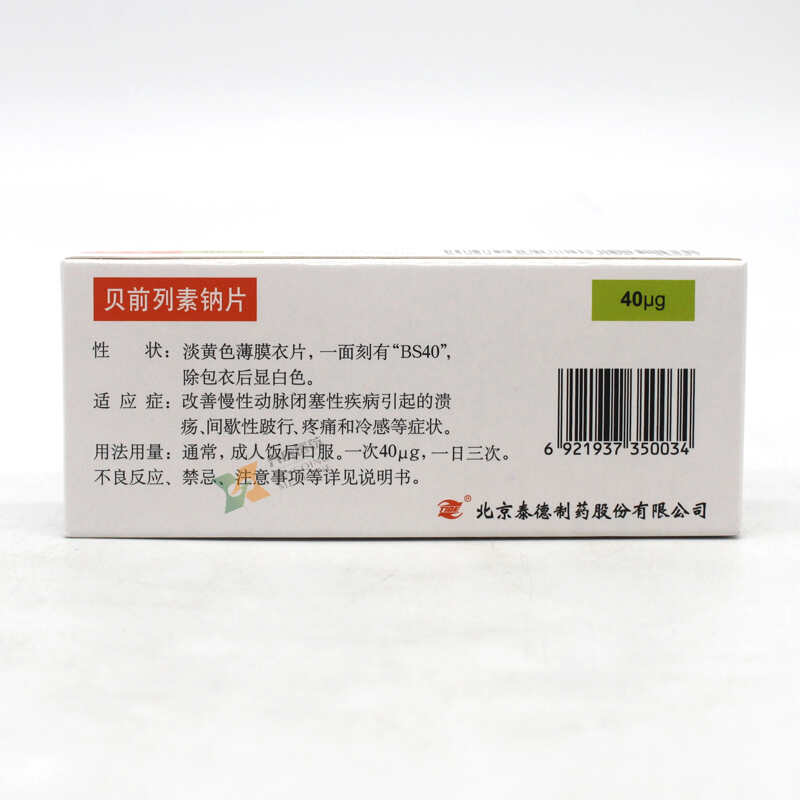 贝前列素钠片
40μg
性 状：淡黄色薄膜衣片，一面刻有“BS40”，
除包衣后显白色。
适 应 症：改善慢性动脉闭塞性疾病引起的溃
疡、间歇性跛行、疼痛和冷感等症状。
用法用量：通常，成人饭后口服。一次40μg，一日三次。
不良反应、禁忌、注意事项等详见说明书。
6 921937 350034
® 北京泰德制药股份有限公司